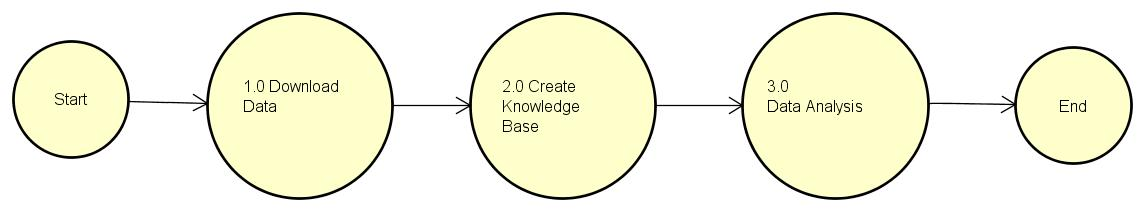 Start
1.0 Download
Data
2.0 Create
Knowledge
Base
3.0
Data Analysis
End